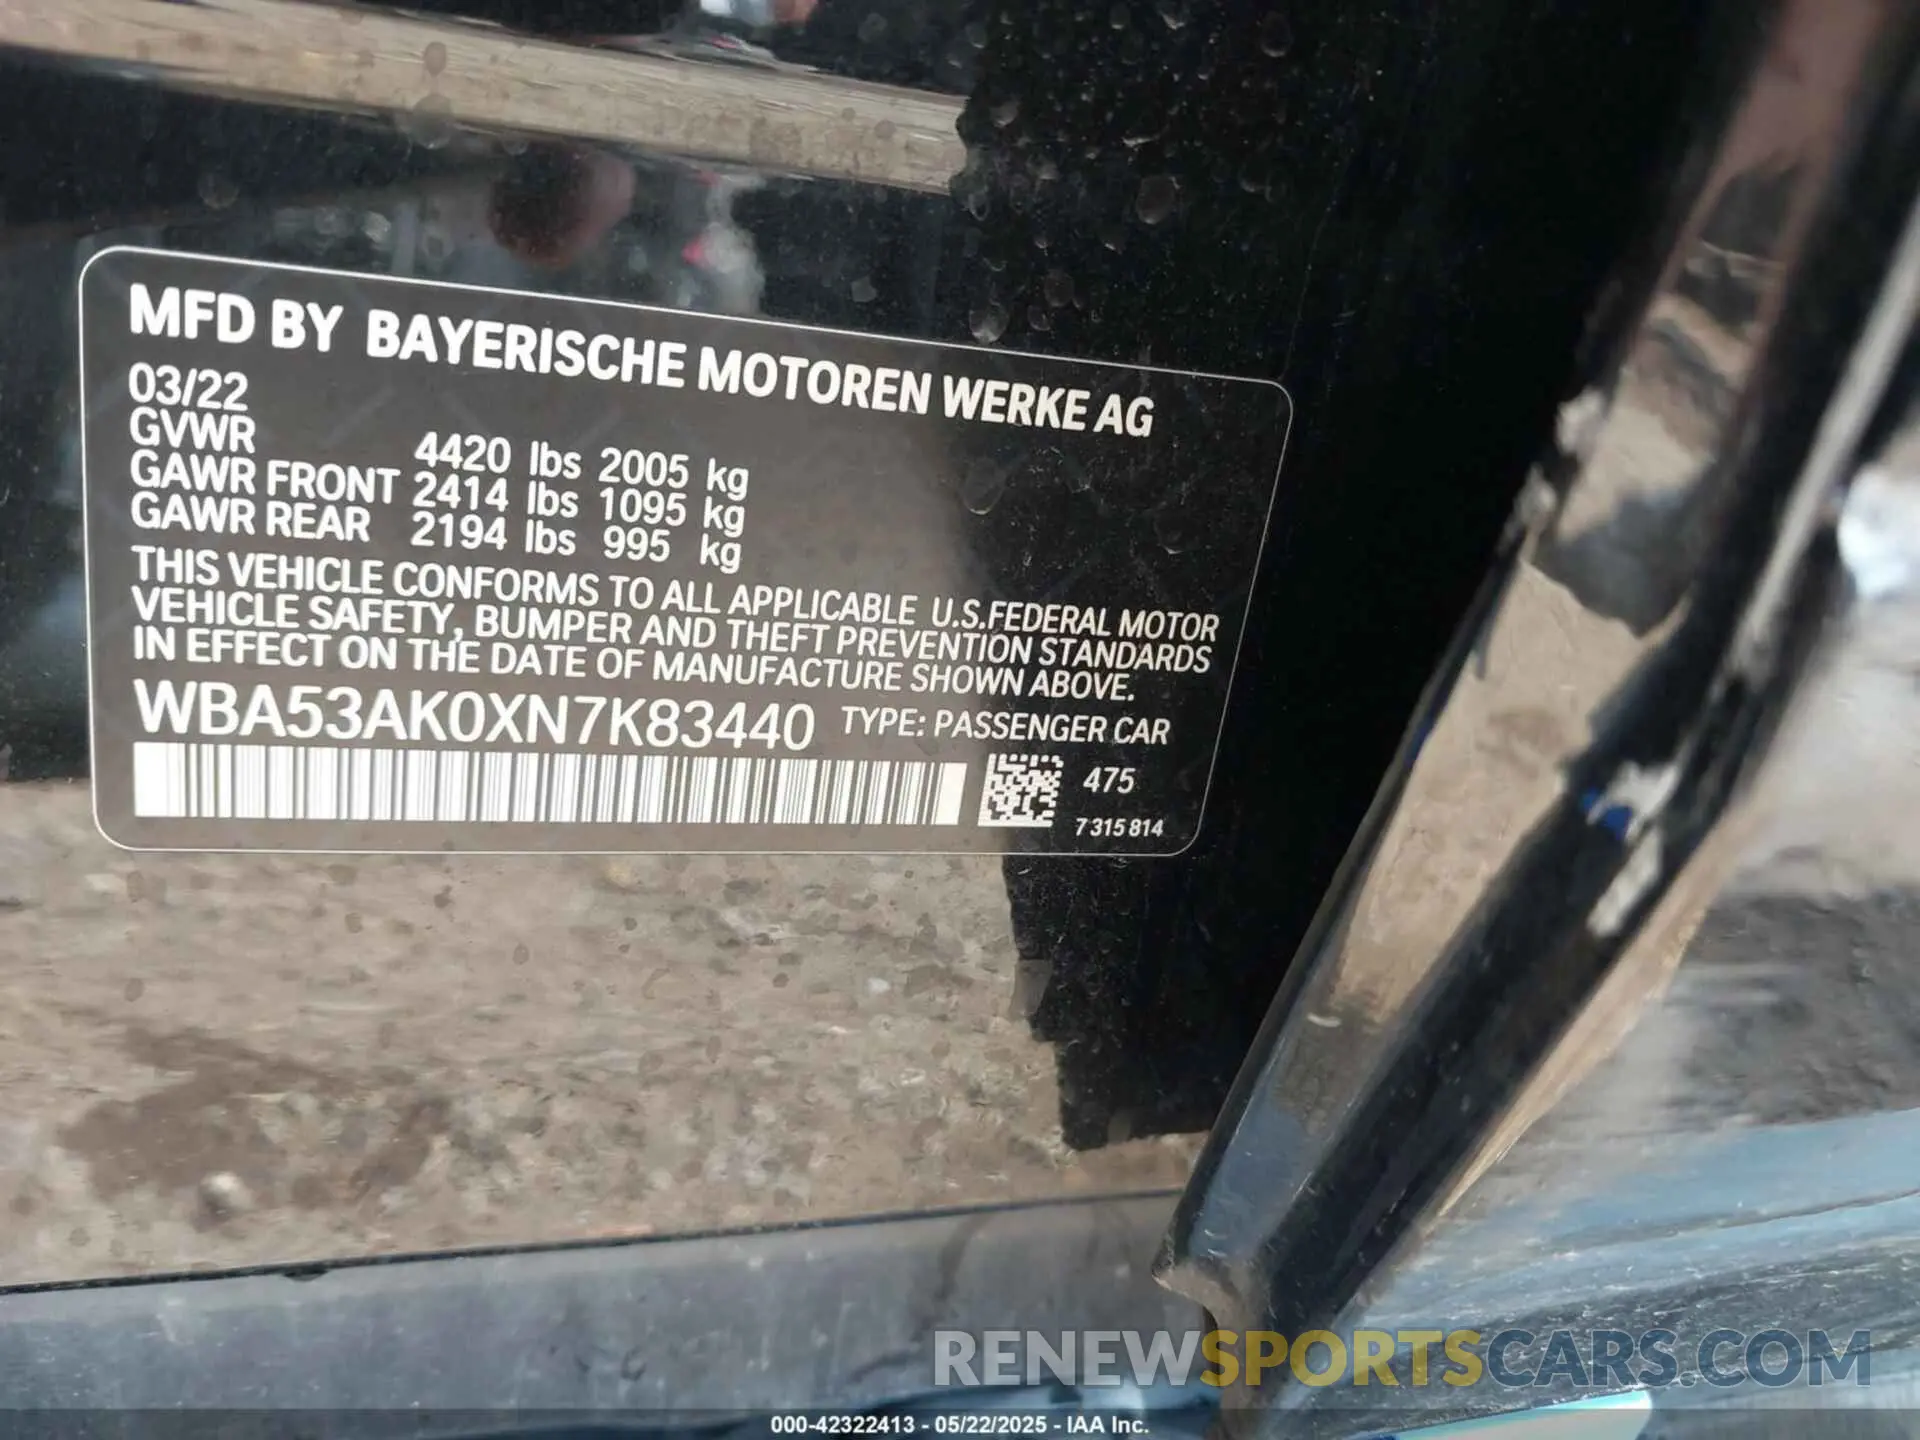 MFD BY BAYERISCHE MOTOREN WERKE AG
03/22
GVWR 4420 lbs 2005 kg
GAWR FRONT 2414 lbs 1095 kg
GAWR REAR 2194 lbs 995 kg
THIS VEHICLE CONFORMS TO ALL APPLICABLE U.S.FEDERAL MOTOR
VEHICLE SAFETY, BUMPER AND THEFT PREVENTION STANDARDS
IN EFFECT ON THE DATE OF MANUFACTURE SHOWN ABOVE.
WBA53AK0XN7K83440 TYPE: PASSENGER CAR
475
7 315 814
RENEWSPORTSCARS.COM
000-42322413 - 05/22/2025 - IAA Inc.